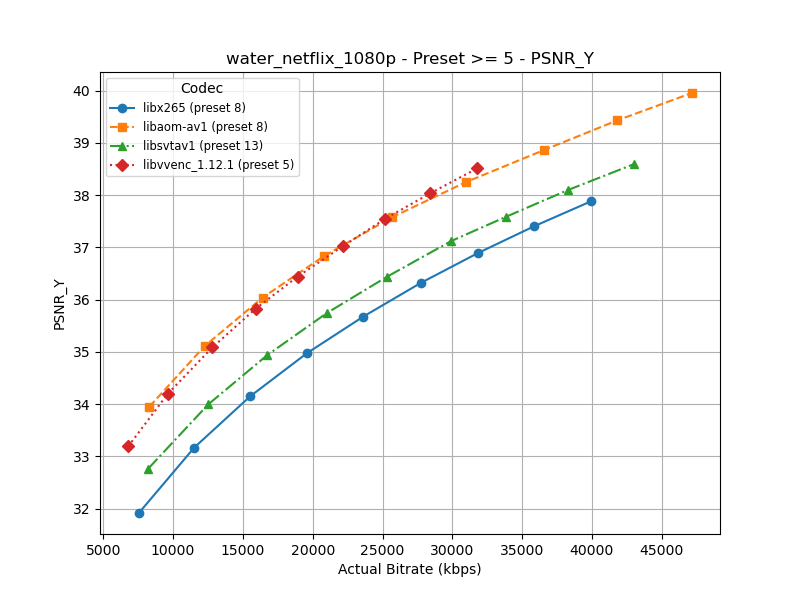 water_netflix_1080p - Preset >= 5 - PSNR_Y
Codec
libx265 (preset 8)
libaom-av1 (preset 8)
libsvtav1 (preset 13)
libvvenc_1.12.1 (preset 5)
PSNR_Y
40
39
38
37
36
35
34
33
32
5000 10000 15000 20000 25000 30000 35000 40000 45000
Actual Bitrate (kbps)